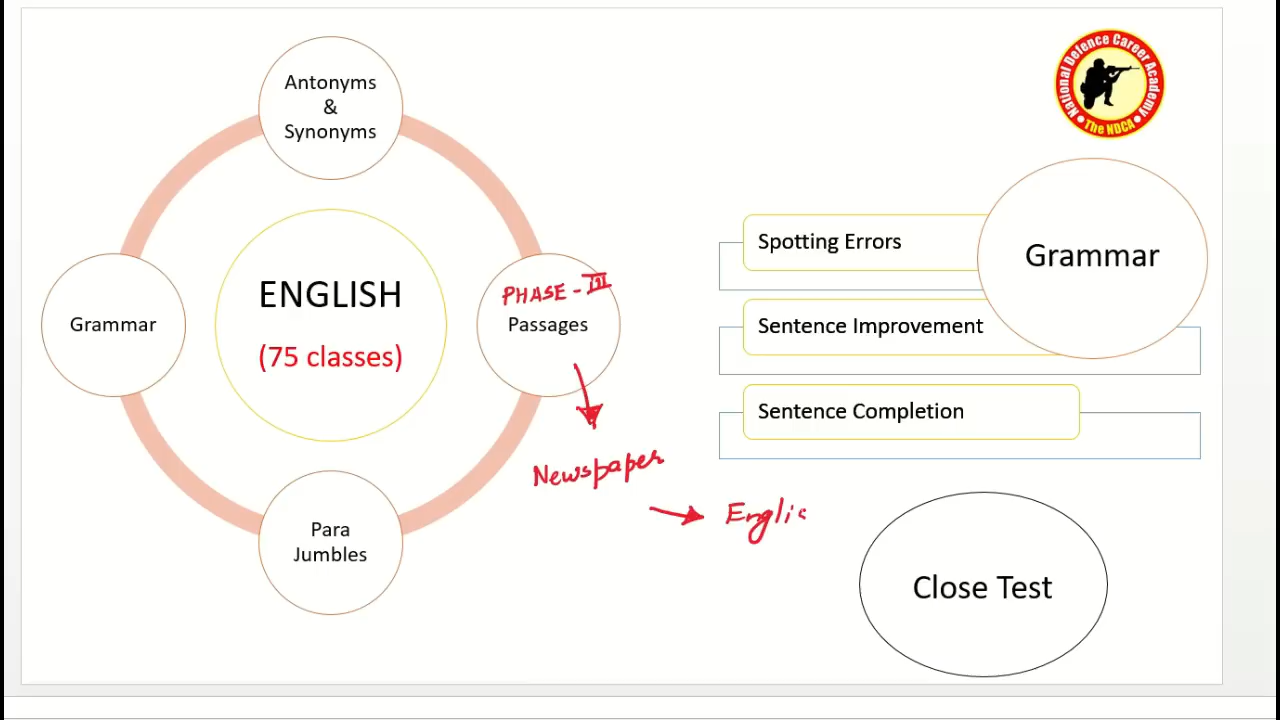 Antonyms
&
Synonyms
ENGLISH
(75 classes)
Grammar
PHASE - III
Passages
Newspaper
Englis
Para
Jumbles
National Defence Career Academy
The NDCA
Spotting Errors
Sentence Improvement
Sentence Completion
Grammar
Close Test